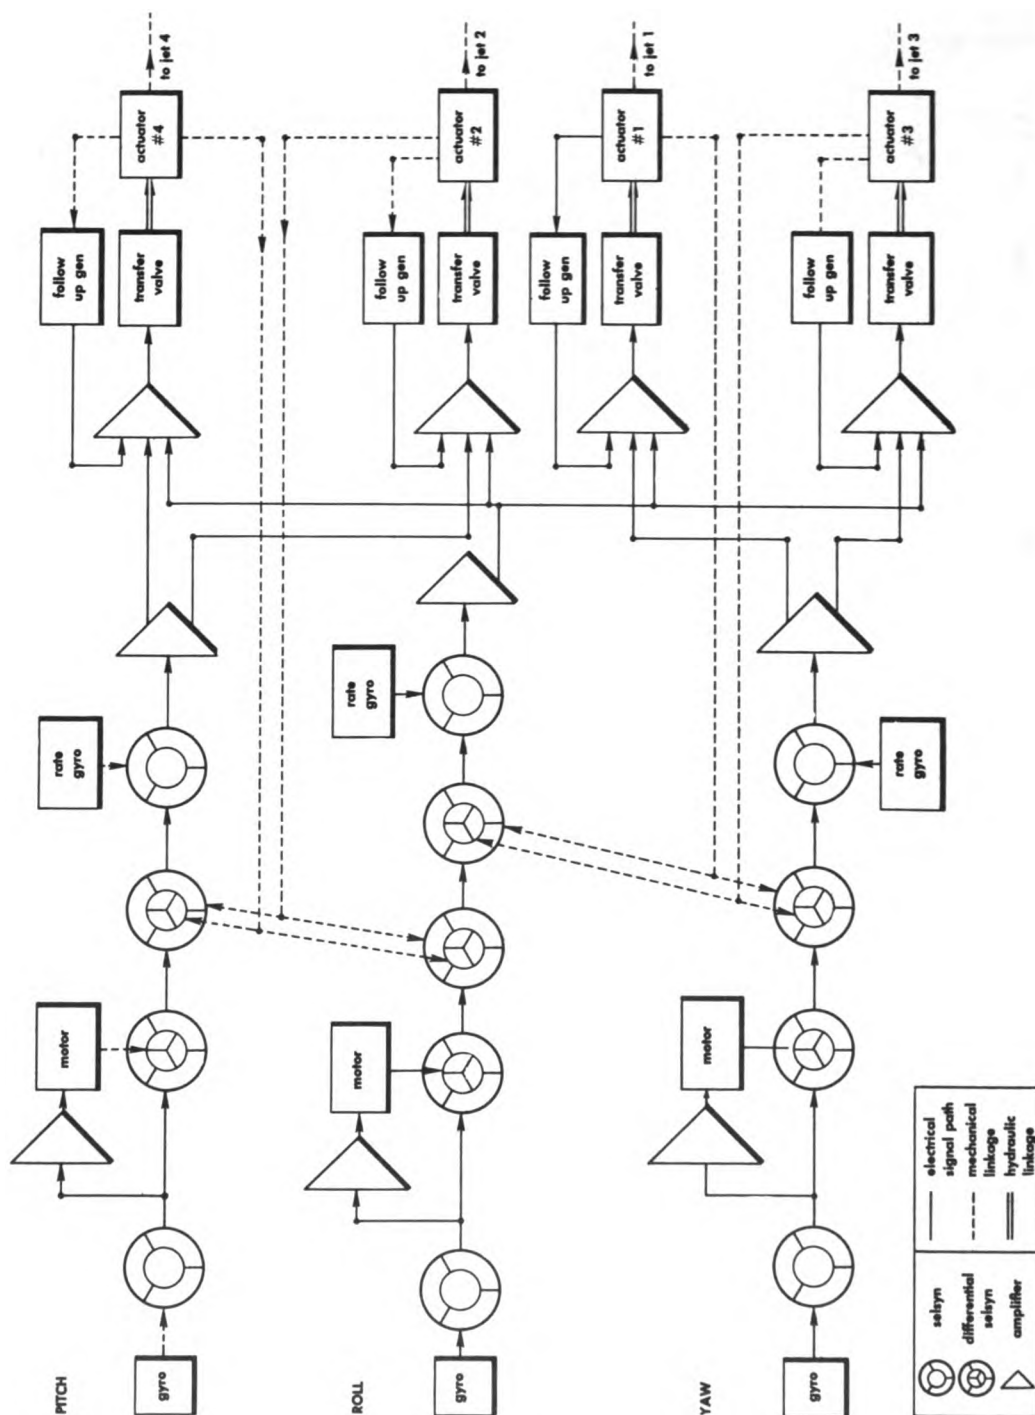 PITCH
gyro
motor
rate
gyro
follow
up gen
transfer
valve
actuator
#4
to jet 4
ROLL
gyro
motor
rate
gyro
follow
up gen
transfer
valve
actuator
#2
to jet 2
follow
up gen
transfer
valve
actuator
#1
to jet 1
YAW
gyro
motor
rate
gyro
follow
up gen
transfer
valve
actuator
#3
to jet 3
selsyn
differential
selsyn
amplifier
electrical
signal path
mechanical
linkage
hydraulic
linkage